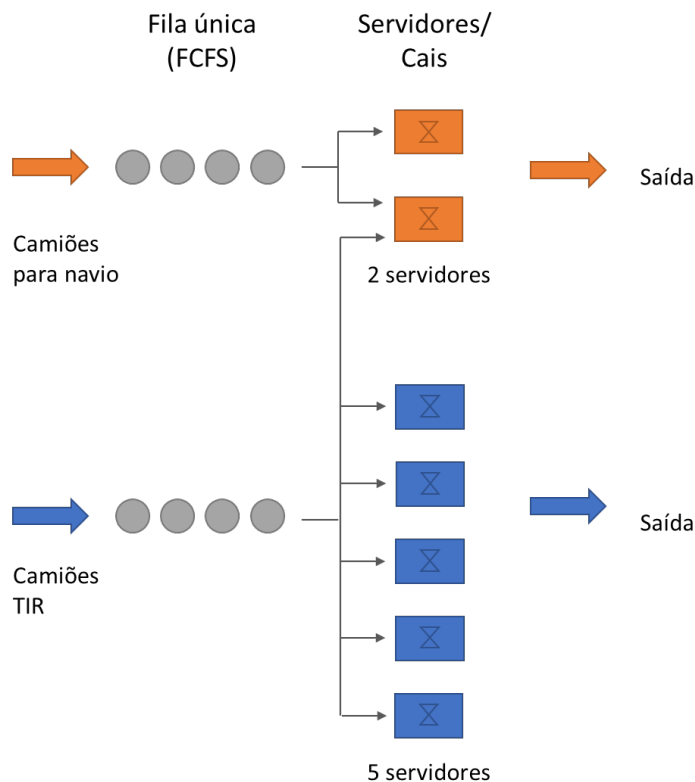 Fila única
(FCFS)
Servidores/
Cais
Saída
Camiões
para navio
2 servidores
Saída
Camiões
TIR
5 servidores